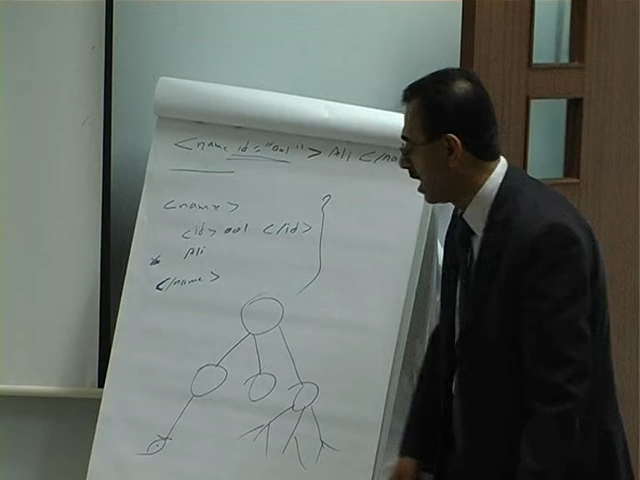 <name id="001"> Ali </na
<name>
<id> 001 </id>
Ali
</name>